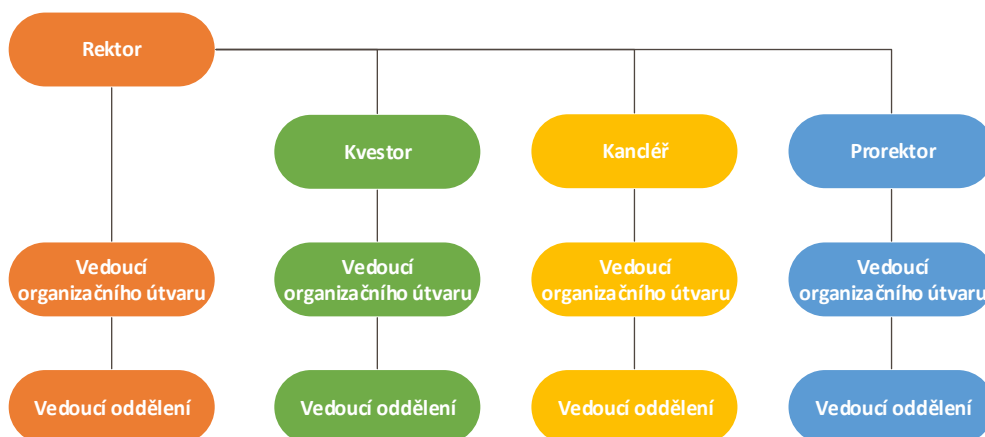 Rektor
Kvestor
Kancléř
Prorektor
Vedoucí
organizačního útvaru
Vedoucí
organizačního útvaru
Vedoucí
organizačního útvaru
Vedoucí
organizačního útvaru
Vedoucí oddělení
Vedoucí oddělení
Vedoucí oddělení
Vedoucí oddělení